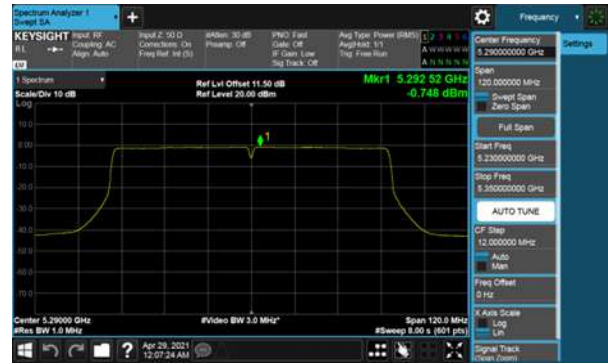 Spectrum Analyzer 1
Swept SA
+
Frequency
KEYSIGHT
Input: RF
Coupling: AC
Align: Auto
Input Z: 50 Ω
Corrections: On
Freq Ref: Int (S)
#Atten: 30 dB
Preamp: Off
PNO: Fast
Gate: Off
IF Gain: Low
Sig Track: Off
Avg Type: Power (RMS)
Avg|Hold: 1/1
Trig: Free Run
1 2 3 4 5 6
A W W W W W
A N N N N N
1 Spectrum
Scale/Div 10 dB
Log
Ref Lvl Offset 11.50 dB
Ref Level 20.00 dBm
Mkr1 5.292 52 GHz
-0.748 dBm
10.0
0.00
-10.0
-20.0
-30.0
-40.0
-50.0
-60.0
-70.0
1
Center 5.29000 GHz
#Res BW 1.0 MHz
#Video BW 3.0 MHz*
Span 120.0 MHz
#Sweep 8.00 s (601 pts)
Center Frequency
5.290000000 GHz
Settings
Span
120.000000 MHz
Swept Span
Zero Span
Full Span
Start Freq
5.230000000 GHz
Stop Freq
5.350000000 GHz
AUTO TUNE
CF Step
12.000000 MHz
Auto
Man
Freq Offset
0 Hz
X Axis Scale
Log
Lin
Signal Track
(Span Zoom)
?
Apr 29, 2021
12:07:24 AM